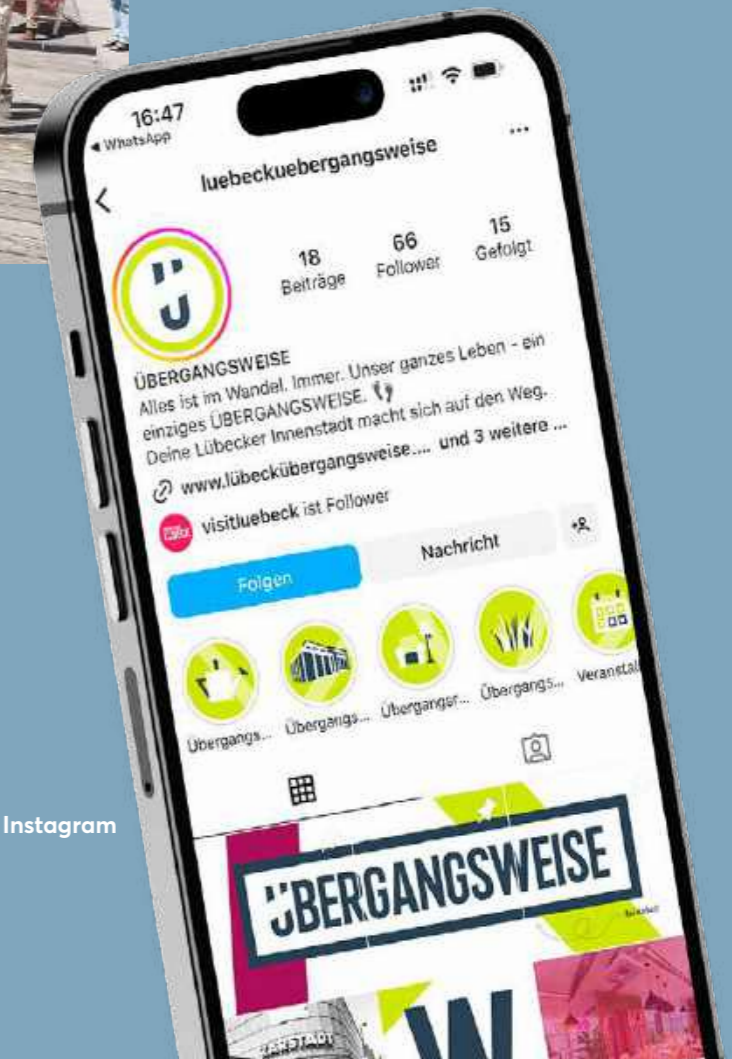 16:47
WhatsApp
luebeckuebergangsweise
18
Beiträge
66
Follower
15
Gefolgt
ÜBERGANGSWEISE
Alles ist im Wandel. Immer. Unser ganzes Leben - ein
einziges ÜBERGANGSWEISE.
Deine Lübecker Innenstadt macht sich auf den Weg.
www.lübeckübergangsweise.... und 3 weitere ...
visitluebeck ist Follower
Folgen
Nachricht
Übergangs...
Übergangs...
Übergangsr...
Übergangs...
Veranstal
Instagram
ÜBERGANGSWEISE
KARSTADT
W